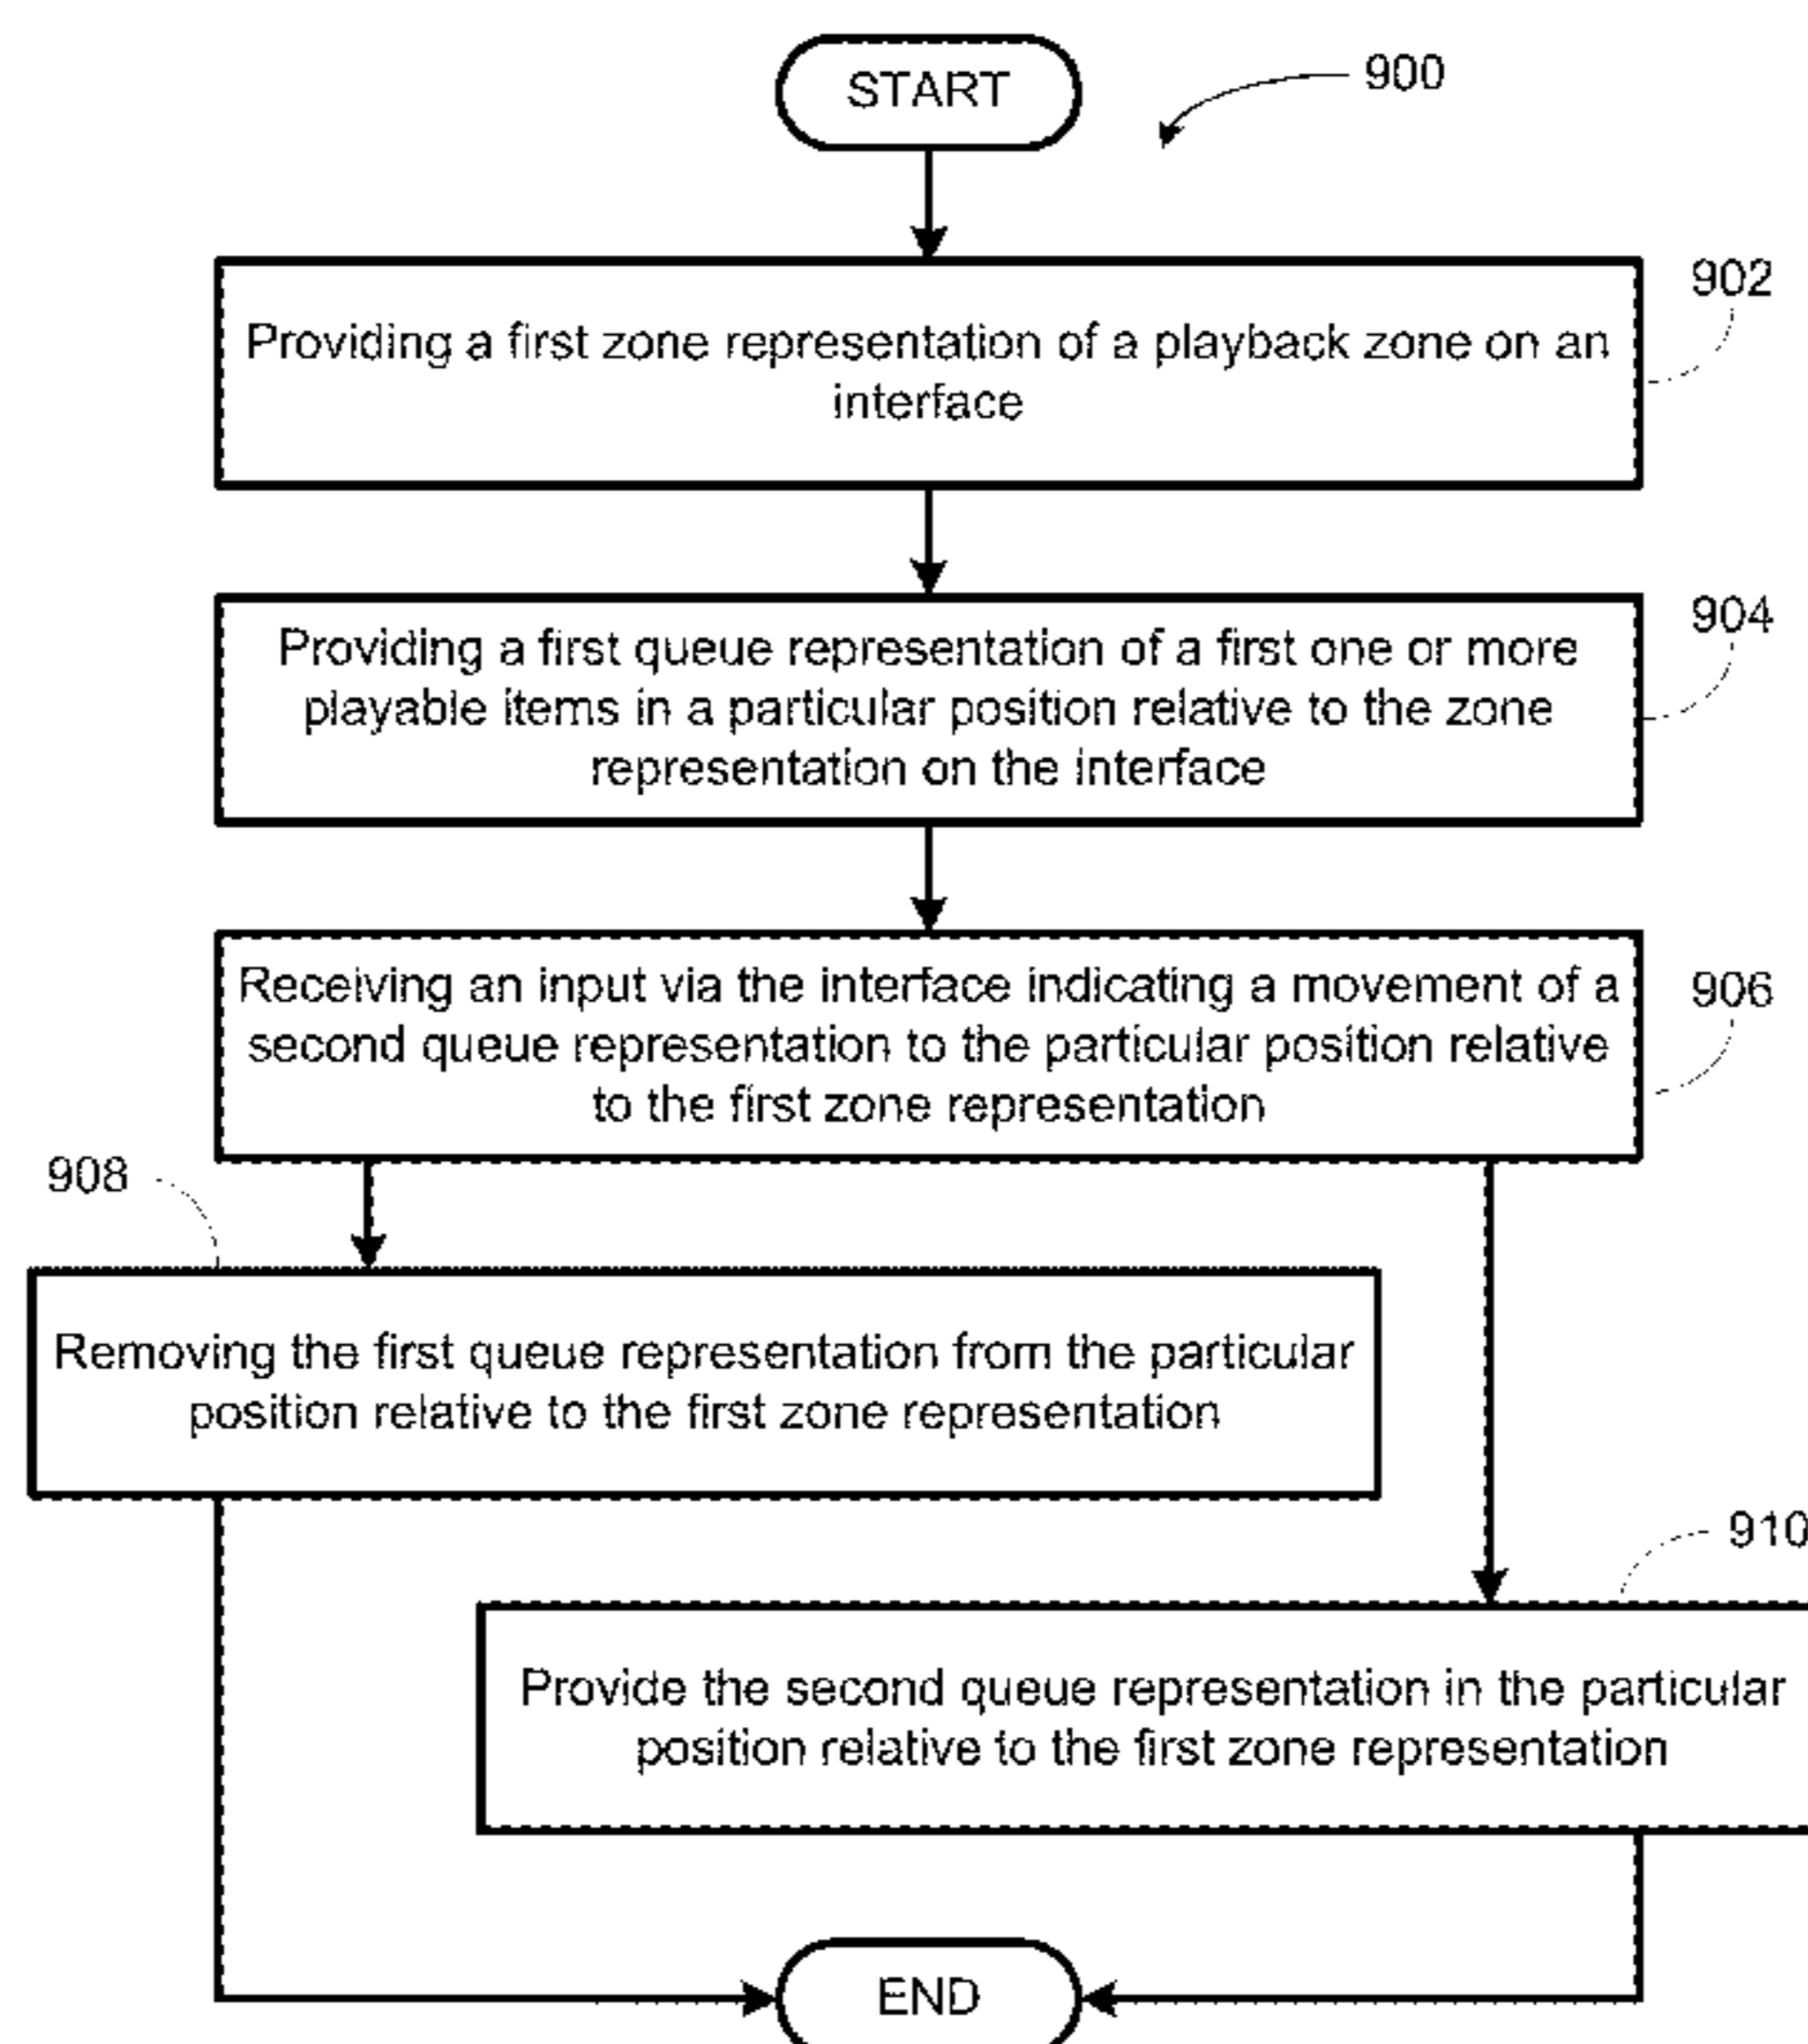 START
900
902
Providing a first zone representation of a playback zone on an
interface
904
Providing a first queue representation of a first one or more
playable items in a particular position relative to the zone
representation on the interface
906
Receiving an input via the interface indicating a movement of a
second queue representation to the particular position relative
to the first zone representation
908
Removing the first queue representation from the particular
position relative to the first zone representation
910
Provide the second queue representation in the particular
position relative to the first zone representation
END